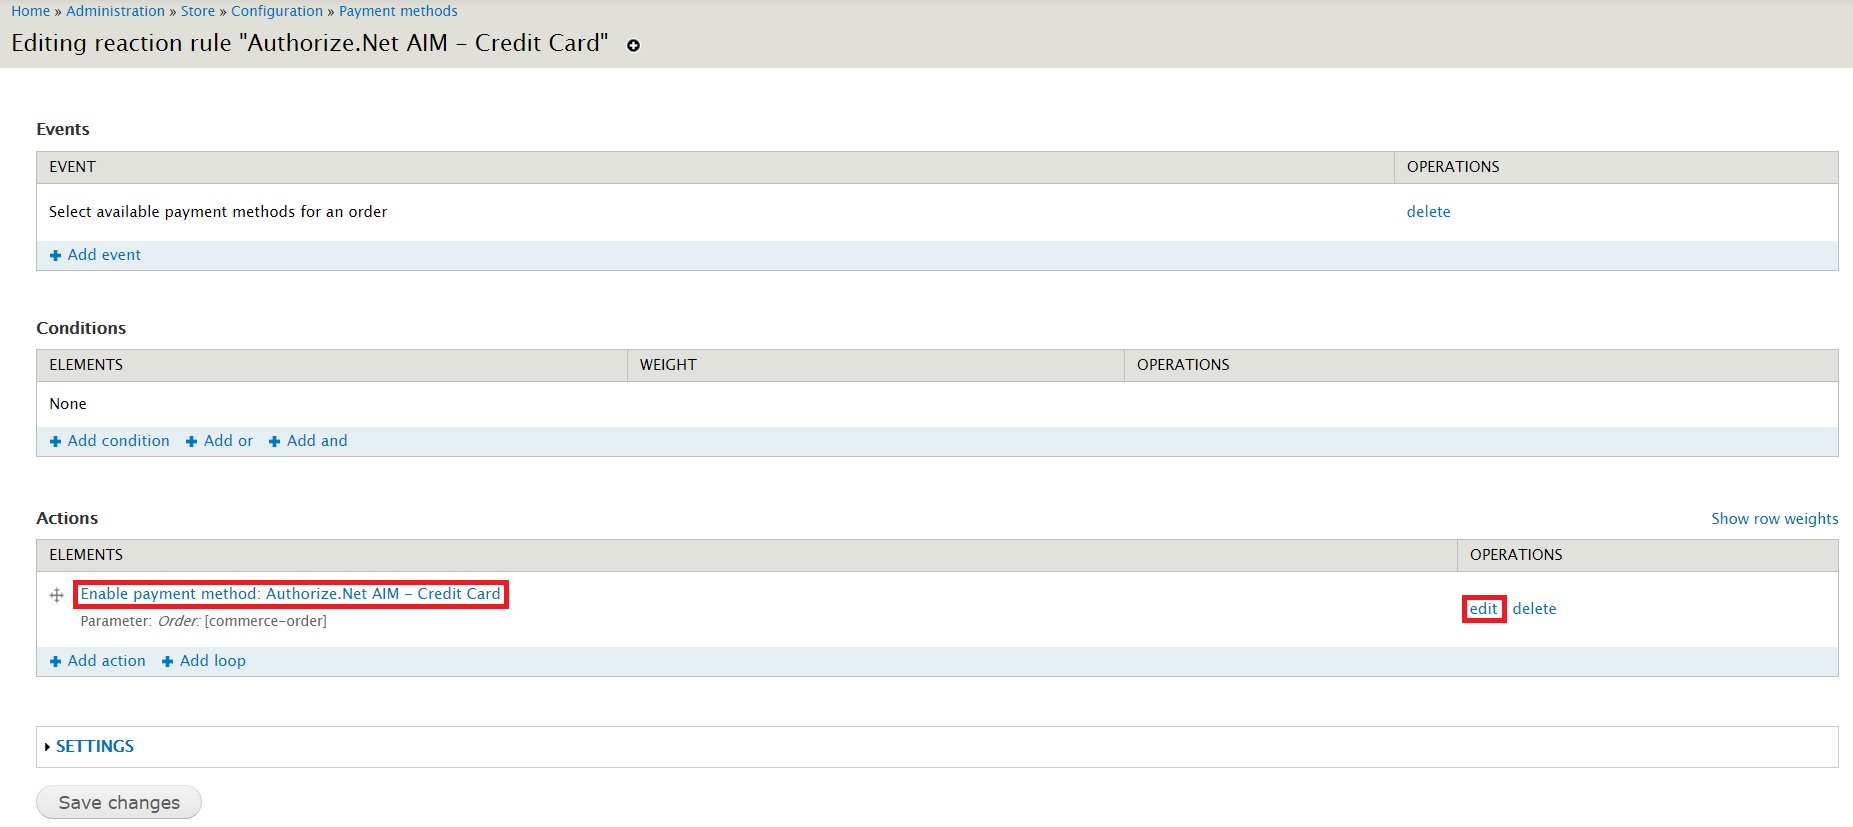 Home » Administration » Store » Configuration » Payment methods
Editing reaction rule "Authorize.Net AIM - Credit Card"
Events
EVENT OPERATIONS
Select available payment methods for an order delete
Add event
Conditions
ELEMENTS WEIGHT OPERATIONS
None
Add condition Add or Add and
Actions Show row weights
ELEMENTS OPERATIONS
Enable payment method: Authorize.Net AIM - Credit Card
edit delete
Parameter: Order: [commerce-order]
Add action Add loop
SETTINGS
Save changes